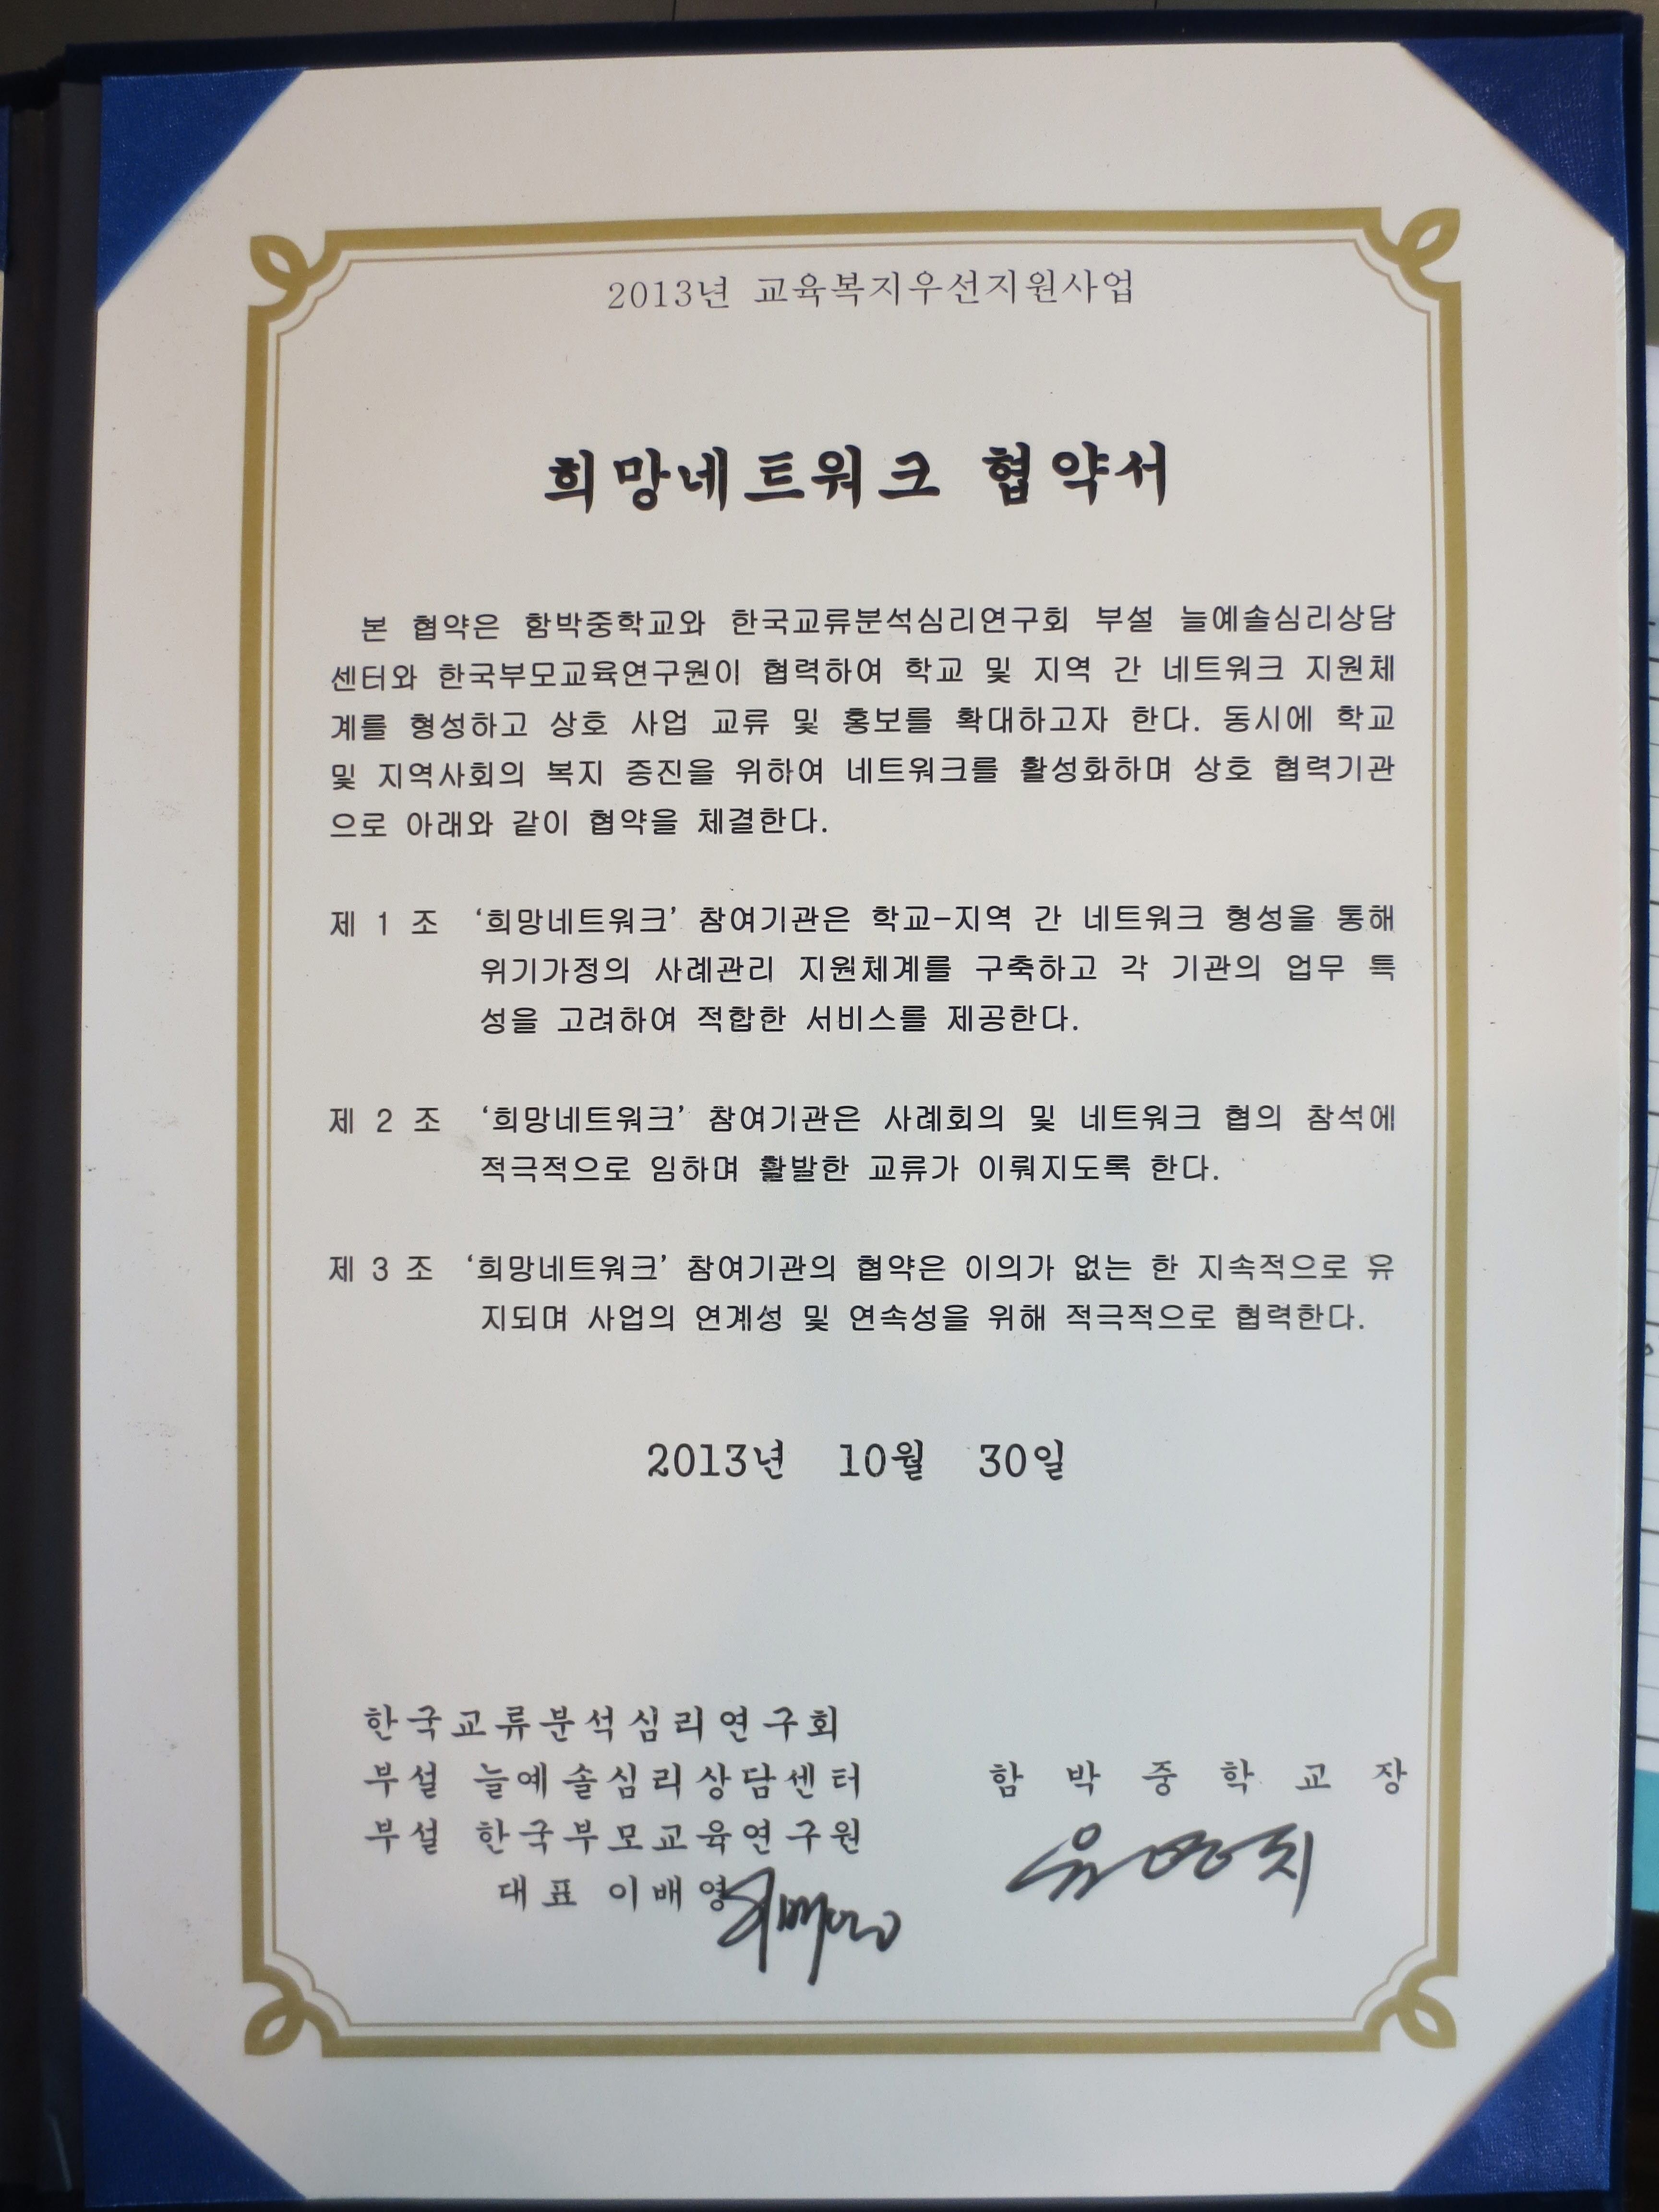 2013년 교육복지우선지원사업
희망네트워크 협약서
본 협약은 함박중학교와 한국교류분석심리연구회 부설 늘예솔심리상담
센터와 한국부모교육연구원이 협력하여 학교 및 지역 간 네트워크 지원체
계를 형성하고 상호 사업 교류 및 홍보를 확대하고자 한다. 동시에 학교
및 지역사회의 복지 증진을 위하여 네트워크를 활성화하며 상호 협력기관
으로 아래와 같이 협약을 체결한다.
제 1 조 ‘희망네트워크’ 참여기관은 학교-지역 간 네트워크 형성을 통해
위기가정의 사례관리 지원체계를 구축하고 각 기관의 업무 특
성을 고려하여 적합한 서비스를 제공한다.
제 2 조 ‘희망네트워크’ 참여기관은 사례회의 및 네트워크 협의 참석에
적극적으로 임하며 활발한 교류가 이뤄지도록 한다.
제 3 조 ‘희망네트워크’ 참여기관의 협약은 이의가 없는 한 지속적으로 유
지되며 사업의 연계성 및 연속성을 위해 적극적으로 협력한다.
2013년 10월 30일
한국교류분석심리연구회
부설 늘예솔심리상담센터
부설 한국부모교육연구원
대표 이배영
함 박 중 학 교 장